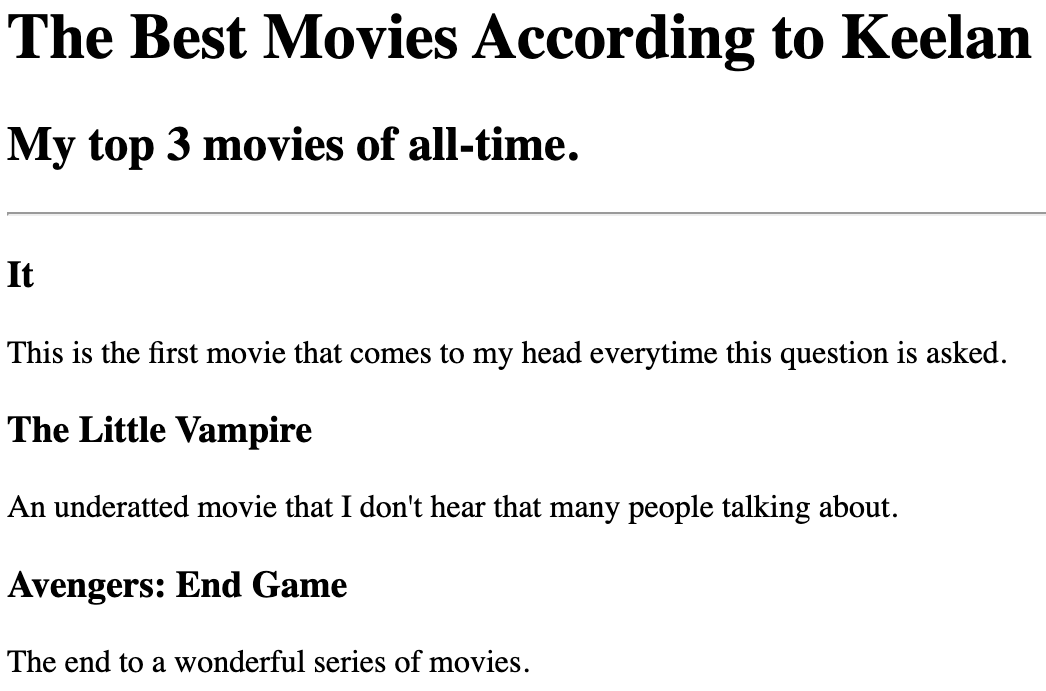 The Best Movies According to Keelan
My top 3 movies of all-time.
It
This is the first movie that comes to my head everytime this question is asked.
The Little Vampire
An underatted movie that I don't hear that many people talking about.
Avengers: End Game
The end to a wonderful series of movies.